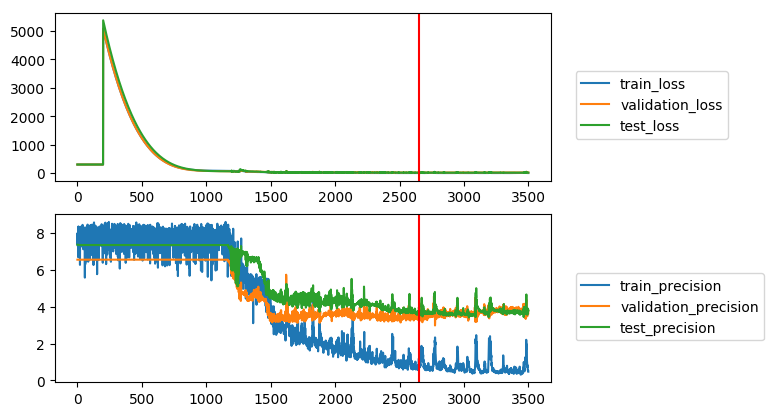 5000
4000
3000
2000
1000
0
0 500 1000 1500 2000 2500 3000 3500
train_loss
validation_loss
test_loss
8
6
4
2
0
0 500 1000 1500 2000 2500 3000 3500
train_precision
validation_precision
test_precision